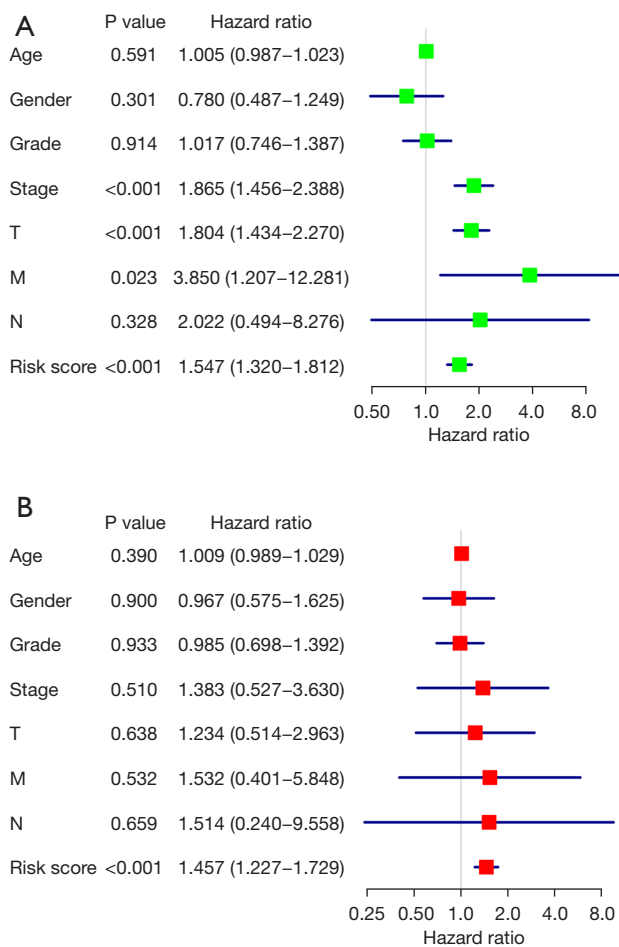 A
P value Hazard ratio
Age 0.591 1.005 (0.987–1.023)
Gender 0.301 0.780 (0.487–1.249)
Grade 0.914 1.017 (0.746–1.387)
Stage <0.001 1.865 (1.456–2.388)
T <0.001 1.804 (1.434–2.270)
M 0.023 3.850 (1.207–12.281)
N 0.328 2.022 (0.494–8.276)
Risk score <0.001 1.547 (1.320–1.812)
0.50 1.0 2.0 4.0 8.0
Hazard ratio
B
P value Hazard ratio
Age 0.390 1.009 (0.989–1.029)
Gender 0.900 0.967 (0.575–1.625)
Grade 0.933 0.985 (0.698–1.392)
Stage 0.510 1.383 (0.527–3.630)
T 0.638 1.234 (0.514–2.963)
M 0.532 1.532 (0.401–5.848)
N 0.659 1.514 (0.240–9.558)
Risk score <0.001 1.457 (1.227–1.729)
0.25 0.50 1.0 2.0 4.0 8.0
Hazard ratio